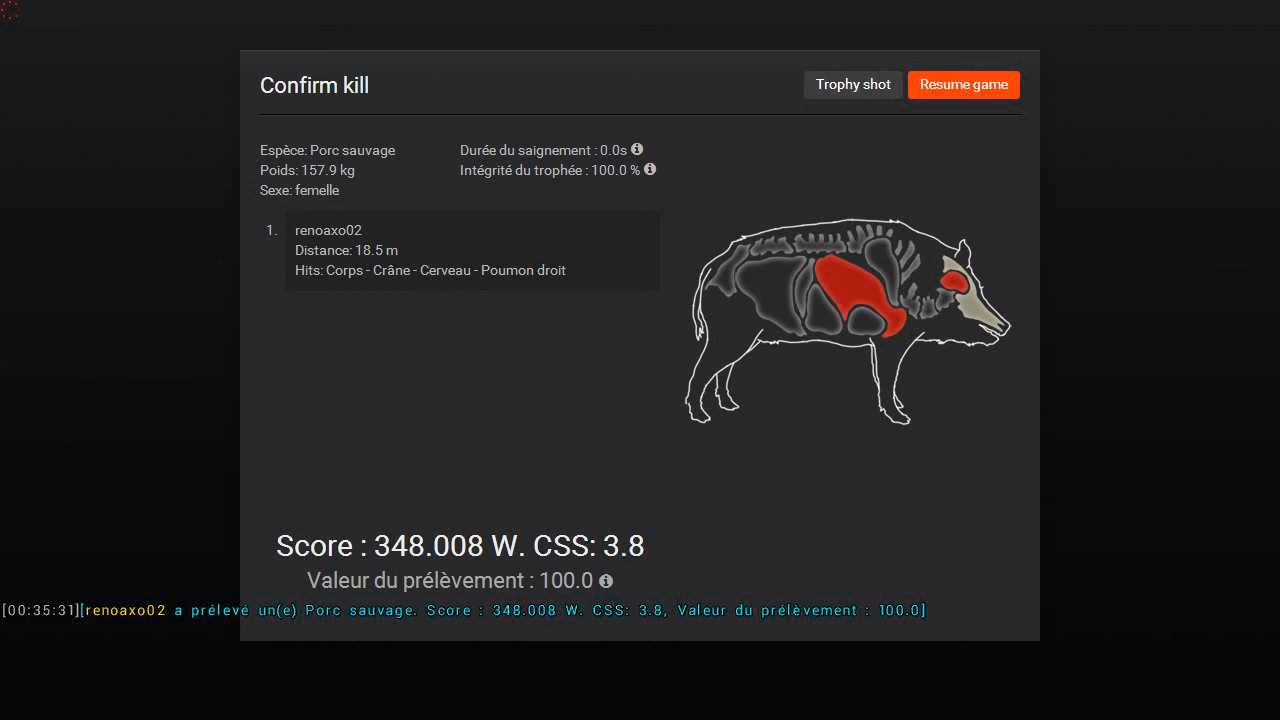 Confirm kill
Trophy shot
Resume game
Espèce: Porc sauvage
Poids: 157.9 kg
Sexe: femelle
Durée du saignement : 0.0s
Intégrité du trophée : 100.0 %
1.
renoaxo02
Distance: 18.5 m
Hits: Corps - Crâne - Cerveau - Poumon droit
Score : 348.008 W. CSS: 3.8
Valeur du prélèvement : 100.0
[00:35:31][renoaxo02 a prélevé un(e) Porc sauvage. Score : 348.008 W. CSS: 3.8, Valeur du prélèvement : 100.0]